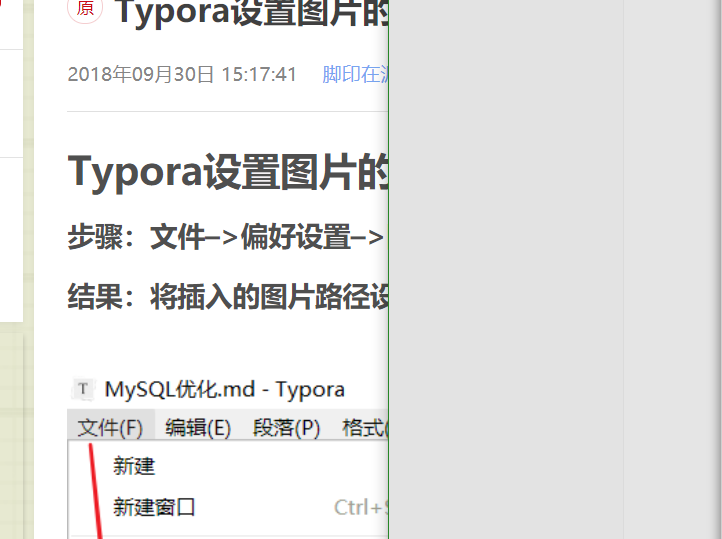 原 Typora设置图片的
2018年09月30日 15:17:41 脚印在
Typora设置图片的
步骤：文件–>偏好设置–>
结果：将插入的图片路径设
T MySQL优化.md - Typora
文件(F) 编辑(E) 段落(P) 格式(
新建
新建窗口 Ctrl+S